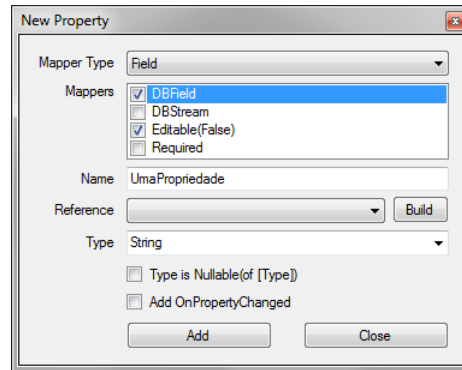 New Property
Mapper Type Field
Mappers DBField
DBStream
Editable(False)
Required
Name UmaPropriedade
Reference Build
Type String
Type is Nullable(of [Type])
Add OnPropertyChanged
Add Close